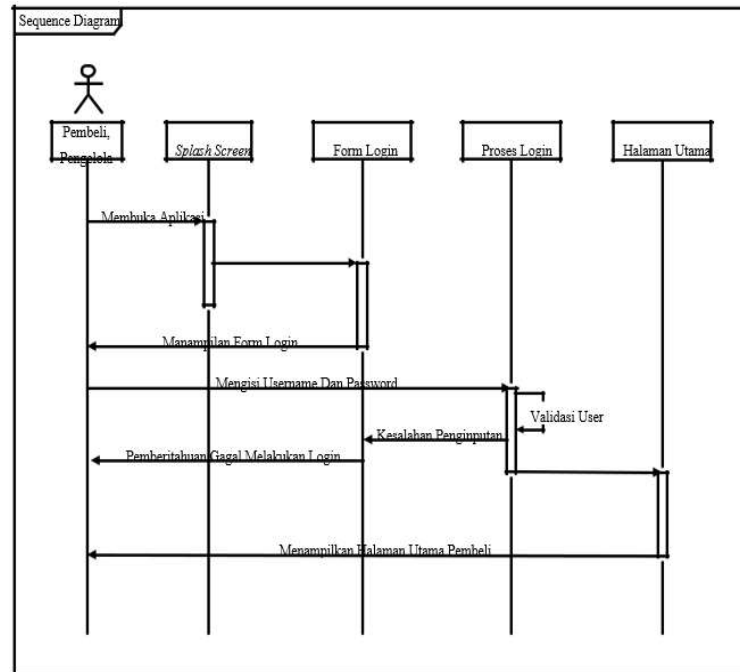 Sequence Diagram
Pembeli,
Pengelola
Splash Screen
Form Login
Proses Login
Halaman Utama
Membuka Aplikasi
Manampilan Form Login
Mengisi Username Dan Password
Validasi User
Kesalahan Penginputan
Pemberitahuan Gagal Melakukan Login
Menampilkan Halaman Utama Pembeli